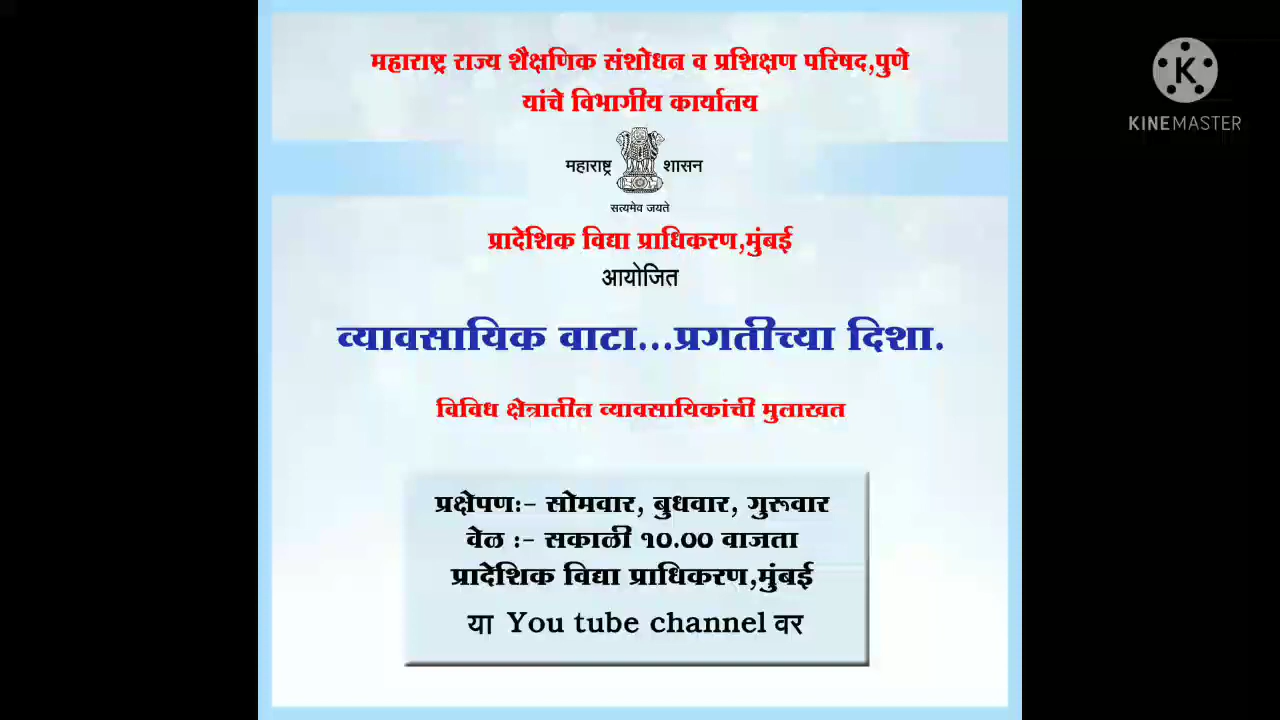 महाराष्ट्र राज्य शैक्षणिक संशोधन व प्रशिक्षण परिषद,पुणे
यांचे विभागीय कार्यालय
K
KINEMASTER
महाराष्ट्र शासन
सत्यमेव जयते
प्रादेशिक विद्या प्राधिकरण,मुंबई
आयोजित
व्यावसायिक वाटा...प्रगतीच्या दिशा.
विविध क्षेत्रातील व्यावसायिकांची मुलाखत
प्रक्षेपण:- सोमवार, बुधवार, गुरूवार
वेळ :- सकाळी १०.०० वाजता
प्रादेशिक विद्या प्राधिकरण,मुंबई
या You tube channel वर